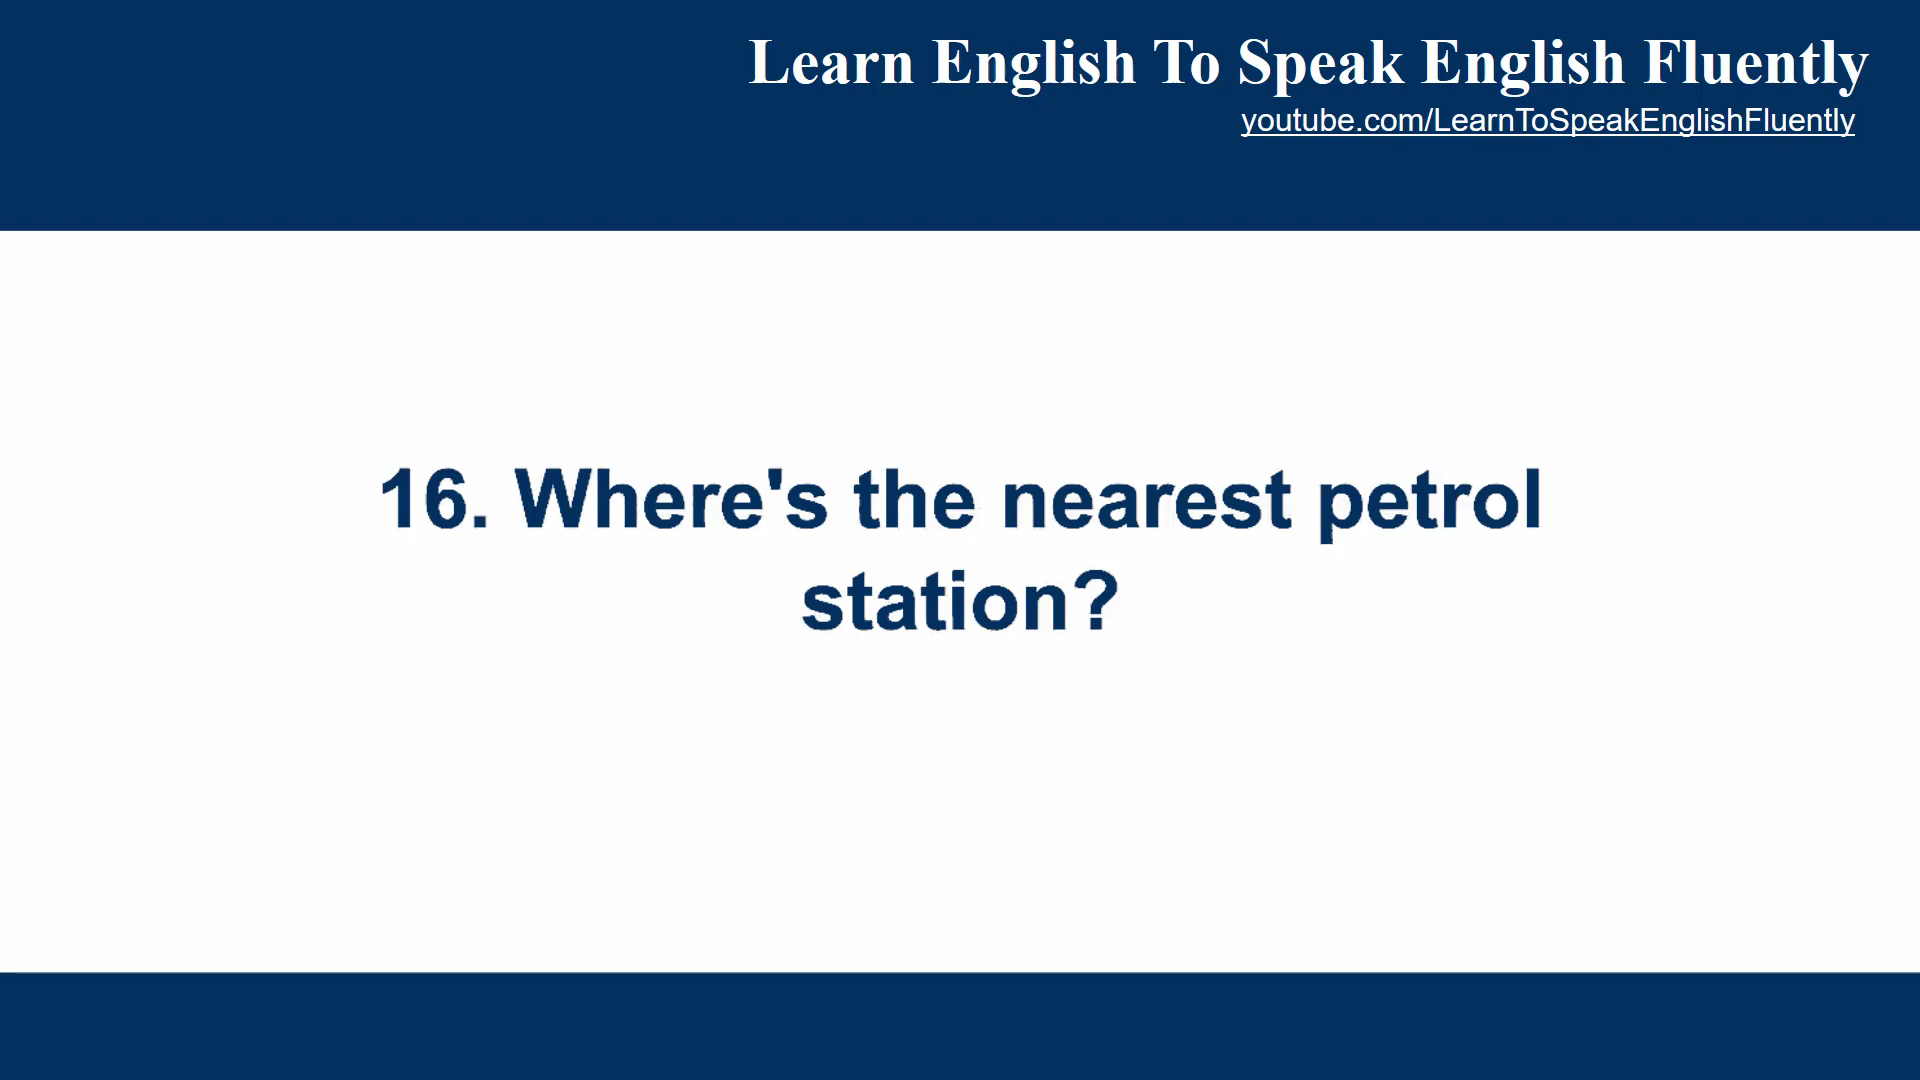 Learn English To Speak English Fluently
youtube.com/LearnToSpeakEnglishFluently
16. Where's the nearest petrol
station?